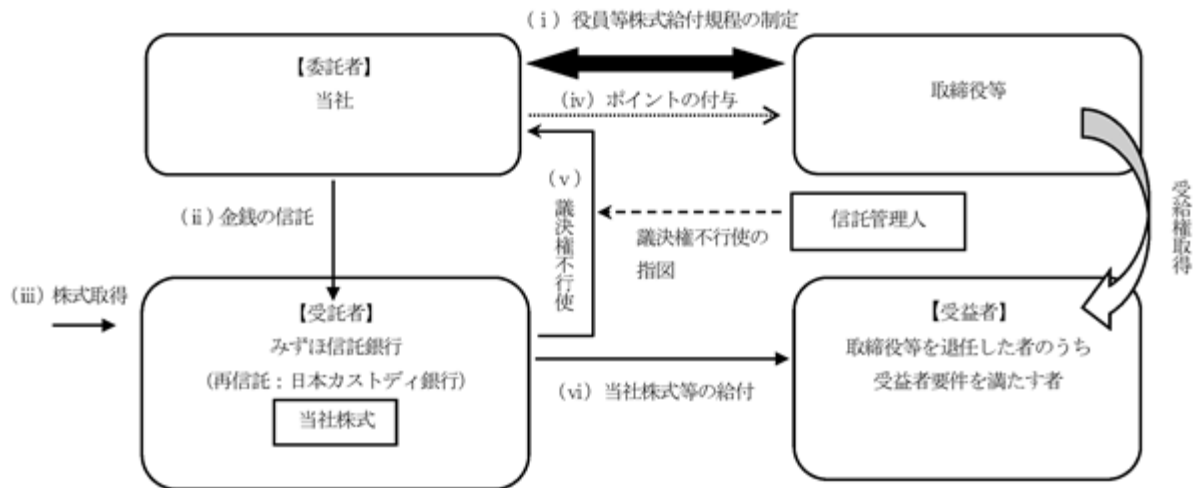 (ⅰ) 役員等株式給付規程の制定
【委託者】
当社
(ⅳ) ポイントの付与
取締役等
(ⅱ) 金銭の信託
(ⅴ)
議決権不行使
議決権不行使の
指図
信託管理人
受給権取得
(ⅲ) 株式取得
【受託者】
みずほ信託銀行
(再信託：日本カストディ銀行)
当社株式
(ⅵ) 当社株式等の給付
【受益者】
取締役等を退任した者のうち
受益者要件を満たす者